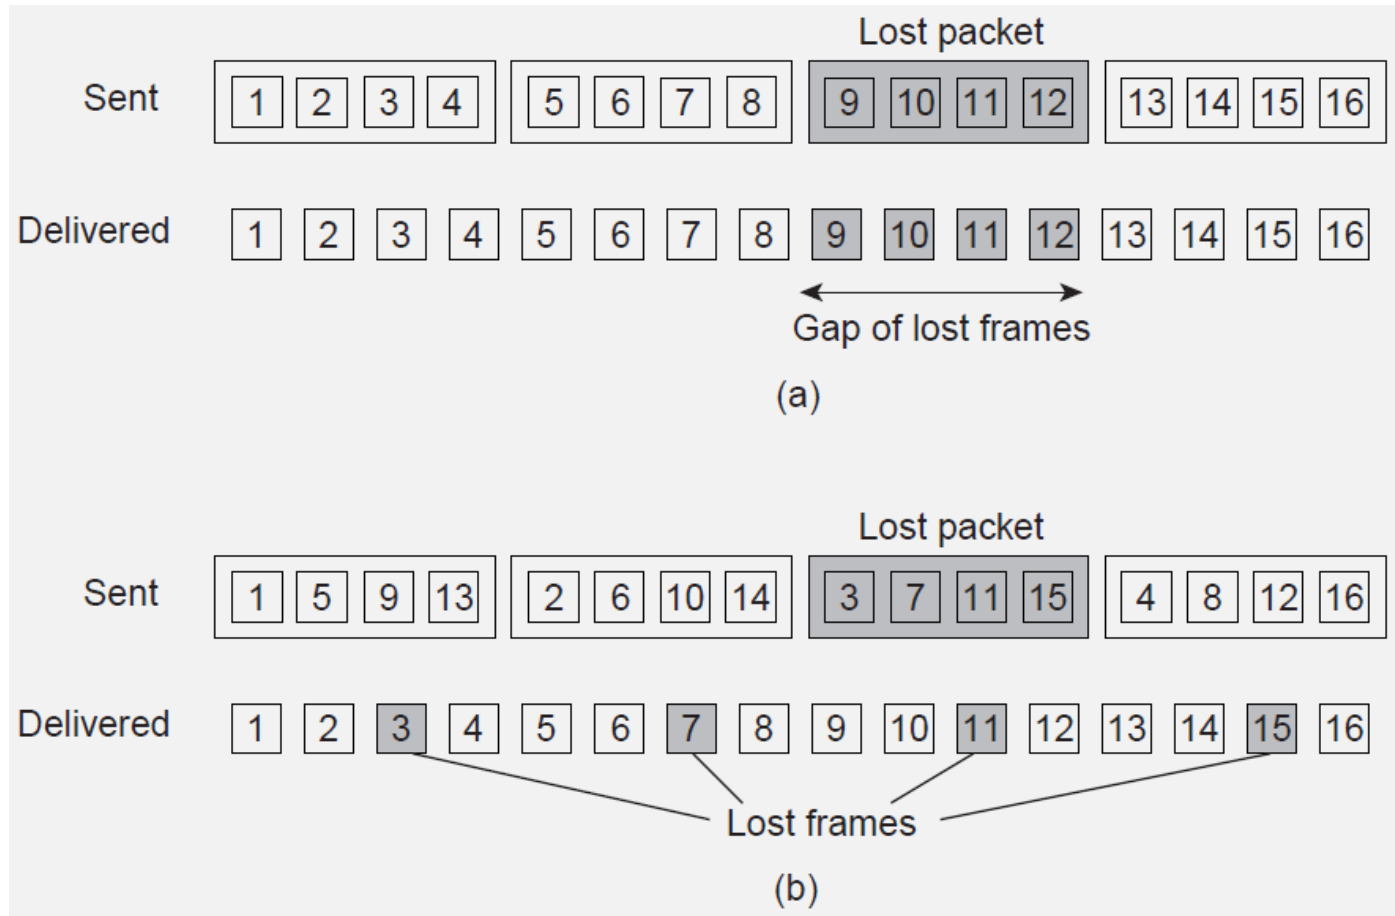 Lost packet
Sent 1 2 3 4 5 6 7 8 9 10 11 12 13 14 15 16
Delivered 1 2 3 4 5 6 7 8 9 10 11 12 13 14 15 16
Gap of lost frames
(a)
Lost packet
Sent 1 5 9 13 2 6 10 14 3 7 11 15 4 8 12 16
Delivered 1 2 3 4 5 6 7 8 9 10 11 12 13 14 15 16
Lost frames
(b)